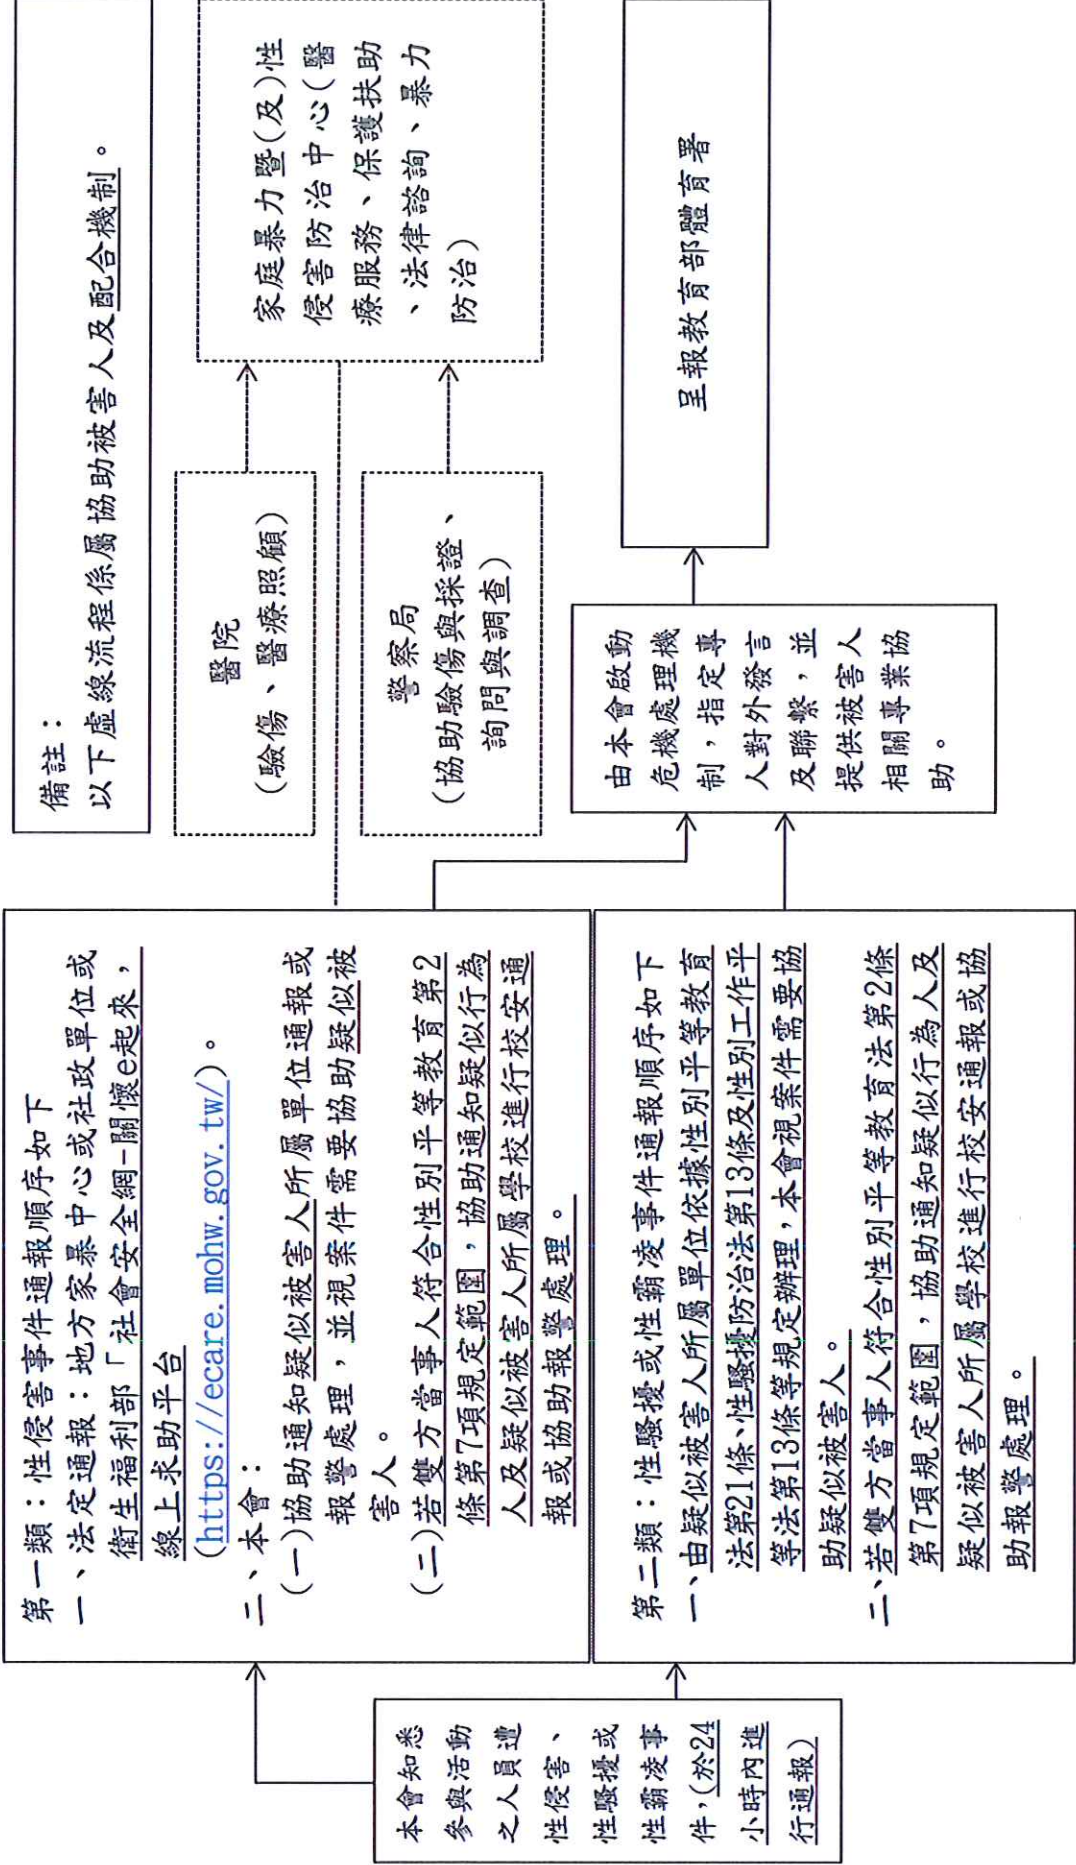 本會知悉
參與活動
之人員遭
性侵害、
性騷擾或
性霸凌事
件,(於24
小時內進
行通報)
第一類：性侵害事件通報順序如下
一、法定通報：地方家暴中心或社政單位或
衛生福利部「社會安全網-關懷e起來，
線上求助平台
(https://ecare.mohw.gov.tw/)。
二、本會：
(一)協助通知疑似被害人所屬單位通報或
報警處理，並視案件需要協助疑似被
害人。
(二)若雙方當事人符合性別平等教育第2
條第7項規定範圍，協助通知疑似行為
人及疑似被害人所屬學校進行校安通
報或協助報警處理。
第二類：性騷擾或性霸凌事件通報順序如下
一、由疑似被害人所屬單位依據性別平等教育
法第21條、性騷擾防治法第13條及性別工作平
等法第13條等規定辦理，本會視案件需要協
助疑似被害人。
二、若雙方當事人符合性別平等教育法第2條
第7項規定範圍，協助通知疑似行為人及
疑似被害人所屬學校進行校安通報或協
助報警處理。
備註：
以下虛線流程係屬協助被害人及配合機制。
醫院
(驗傷、醫療照顧)
警察局
(協助驗傷與採證、
詢問與調查)
家庭暴力暨(及)性
侵害防治中心(醫
療服務、保護扶助
、法律諮詢、暴力
防治)
由本會啟動
危機處理機
制，指定專
人對外發言
及聯繫，並
提供被害人
相關專業協
助。
呈報教育部體育署